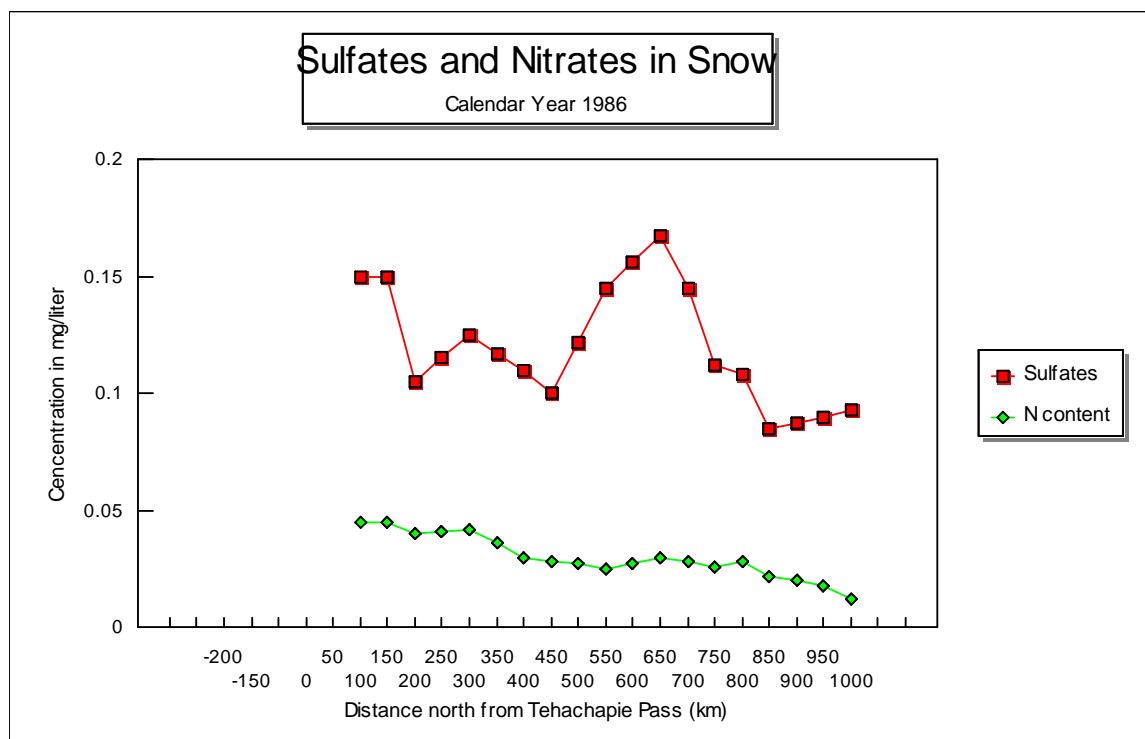 Sulfates and Nitrates in Snow
Calendar Year 1986
0.2
0.15
0.1
0.05
0
Cencentration in mg/liter
Sulfates
N content
-200 50 150 250 350 450 550 650 750 850 950
-150 0 100 200 300 400 500 600 700 800 900 1000
Distance north from Tehachapie Pass (km)